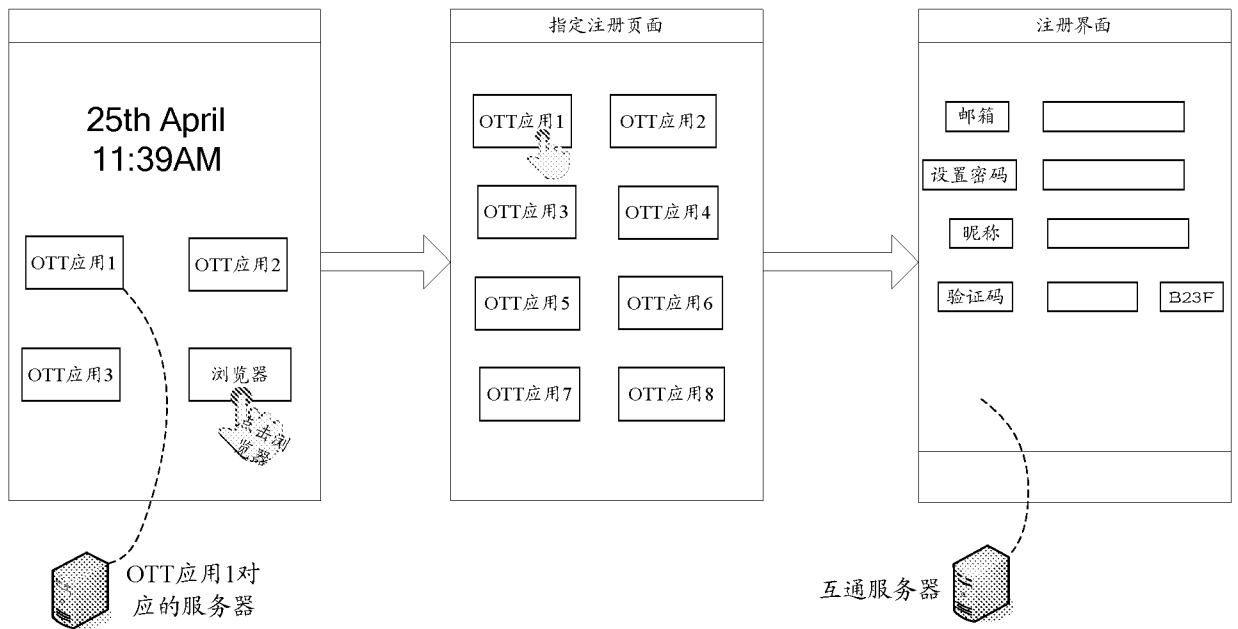 25th April
11:39AM
OTT应用1
OTT应用2
OTT应用3
浏览器
点击浏
览器
OTT应用1对
应的服务器
指定注册页面
OTT应用1
OTT应用2
OTT应用3
OTT应用4
OTT应用5
OTT应用6
OTT应用7
OTT应用8
注册界面
邮箱
设置密码
昵称
验证码
B23F
互通服务器